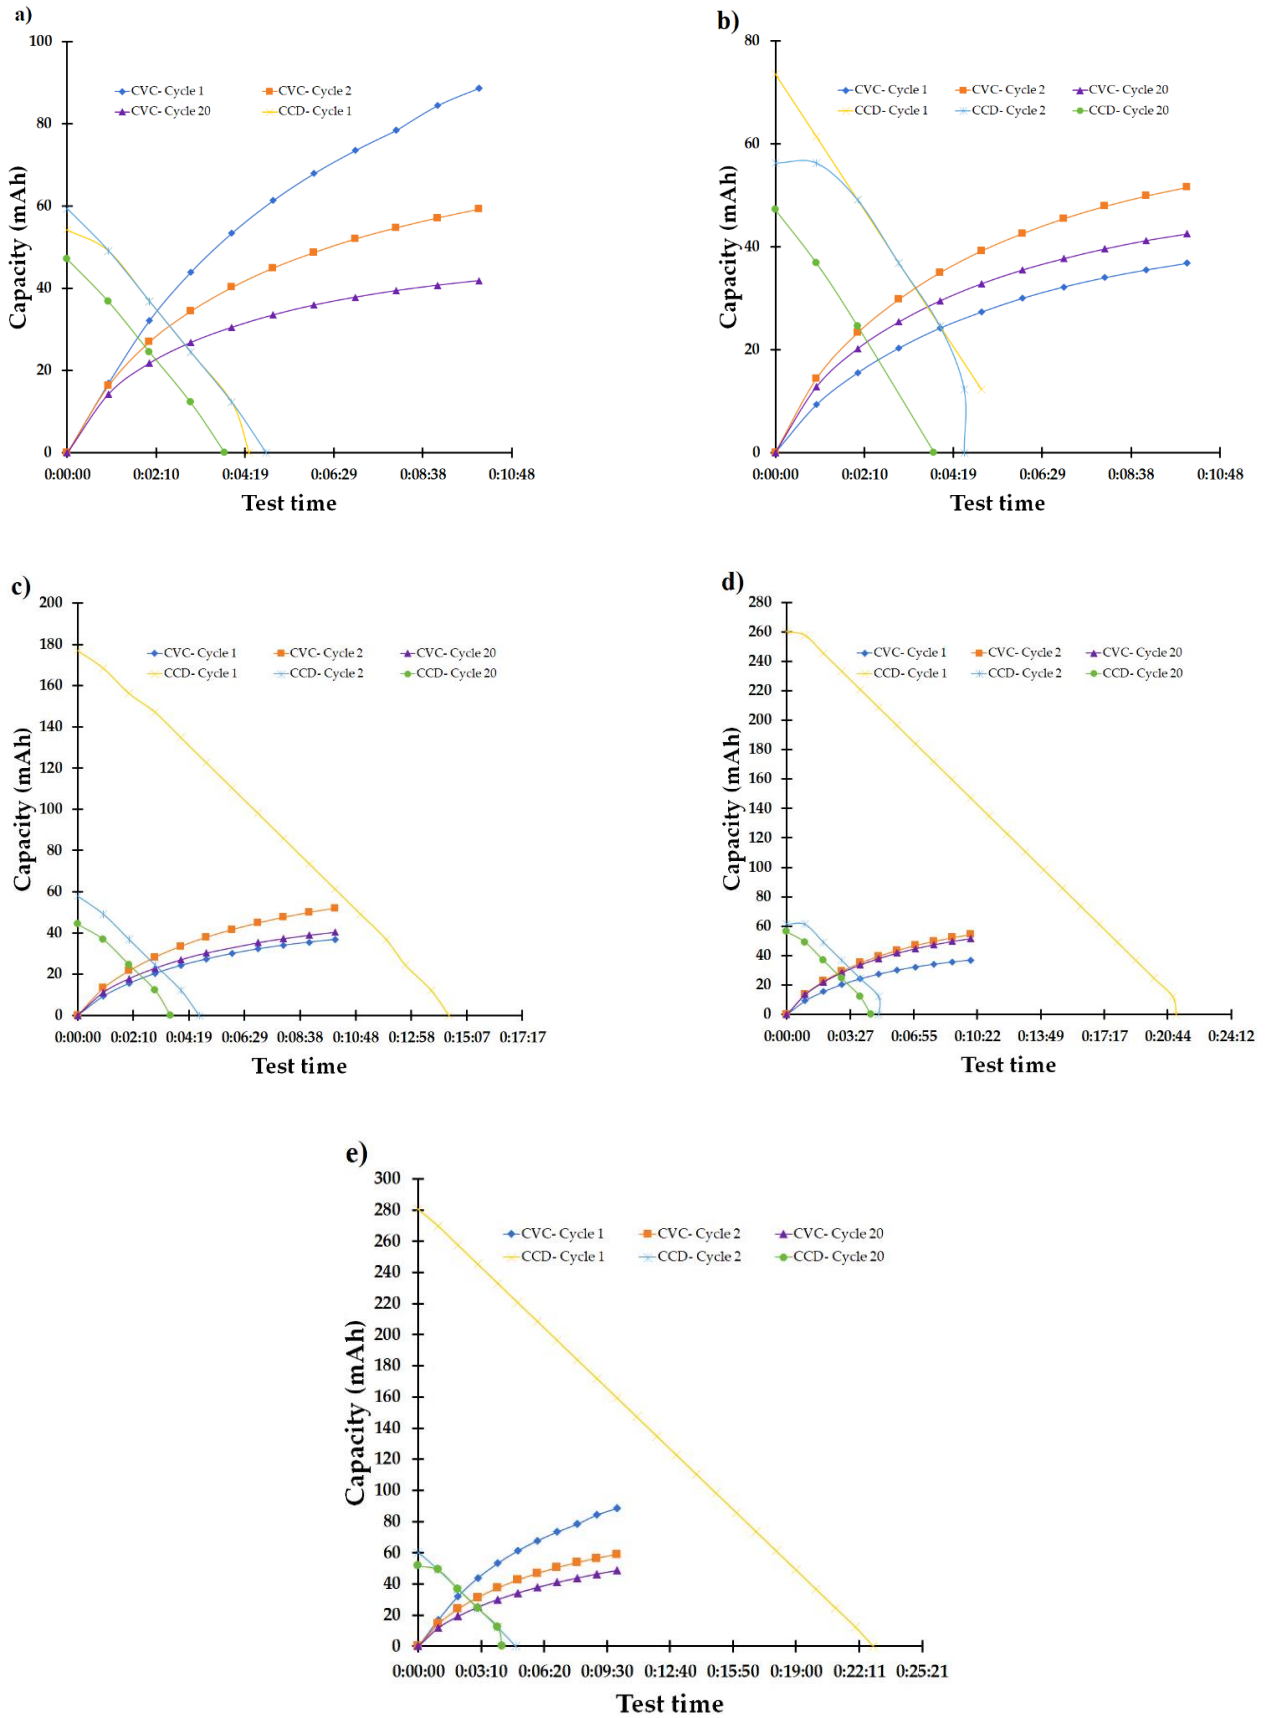 a)
100
80
60
40
20
0
Capacity (mAh)
CVC- Cycle 1 CVC- Cycle 2
CVC- Cycle 20 CCD- Cycle 1
0:00:00 0:02:10 0:04:19 0:06:29 0:08:38 0:10:48
Test time
b)
80
60
40
20
0
Capacity (mAh)
CVC- Cycle 1 CVC- Cycle 2 CVC- Cycle 20
CCD- Cycle 1 CCD- Cycle 2 CCD- Cycle 20
0:00:00 0:02:10 0:04:19 0:06:29 0:08:38 0:10:48
Test time
c)
200
180
160
140
120
100
80
60
40
20
0
Capacity (mAh)
CVC- Cycle 1 CVC- Cycle 2 CVC- Cycle 20
CCD- Cycle 1 CCD- Cycle 2 CCD- Cycle 20
0:00:00 0:02:10 0:04:19 0:06:29 0:08:38 0:10:48 0:12:58 0:15:07 0:17:17
Test time
d)
280
260
240
220
200
180
160
140
120
100
80
60
40
20
0
Capacity (mAh)
CVC- Cycle 1 CVC- Cycle 2 CVC- Cycle 20
CCD- Cycle 1 CCD- Cycle 2 CCD- Cycle 20
0:00:00 0:03:27 0:06:55 0:10:22 0:13:49 0:17:17 0:20:44 0:24:12
Test time
e)
300
280
260
240
220
200
180
160
140
120
100
80
60
40
20
0
Capacity (mAh)
CVC- Cycle 1 CVC- Cycle 2 CVC- Cycle 20
CCD- Cycle 1 CCD- Cycle 2 CCD- Cycle 20
0:00:00 0:03:10 0:06:20 0:09:30 0:12:40 0:15:50 0:19:00 0:22:11 0:25:21
Test time